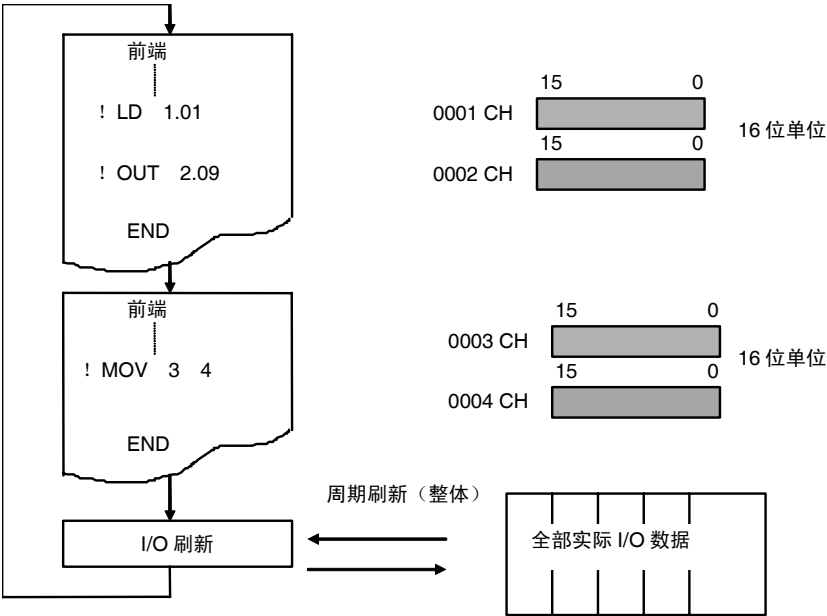 前端
! LD 1.01
! OUT 2.09
END
15 0
0001 CH
16 位单位
15 0
0002 CH
前端
! MOV 3 4
END
15 0
0003 CH
16 位单位
15 0
0004 CH
周期刷新（整体）
I/O 刷新
全部实际 I/O 数据